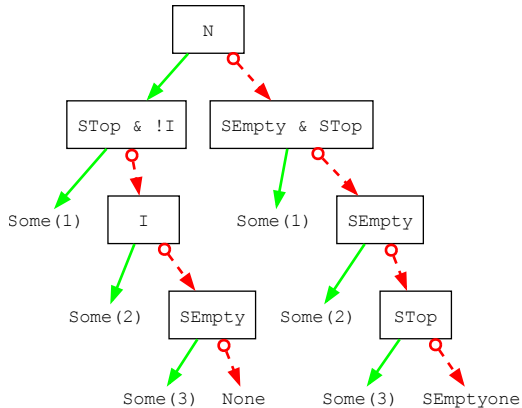 N
STop & !I
SEmpty & STop
Some(1)
I
Some(1)
SEmpty
Some(2)
SEmpty
Some(2)
STop
Some(3)
None
Some(3)
SEmptyone